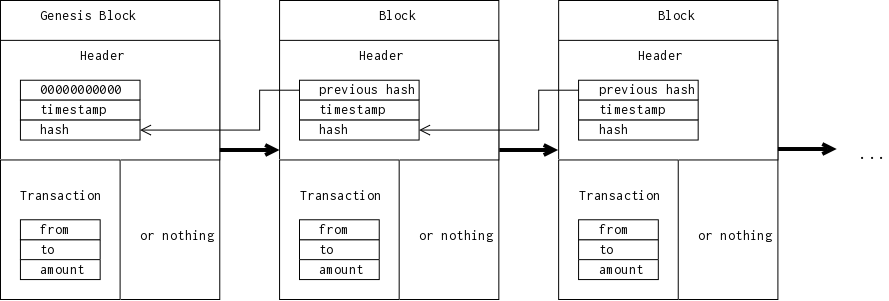 Genesis Block
Header
00000000000
timestamp
hash
Transaction
from
to
amount
or nothing
Block
Header
previous hash
timestamp
hash
Transaction
from
to
amount
or nothing
Block
Header
previous hash
timestamp
hash
Transaction
from
to
amount
or nothing
...